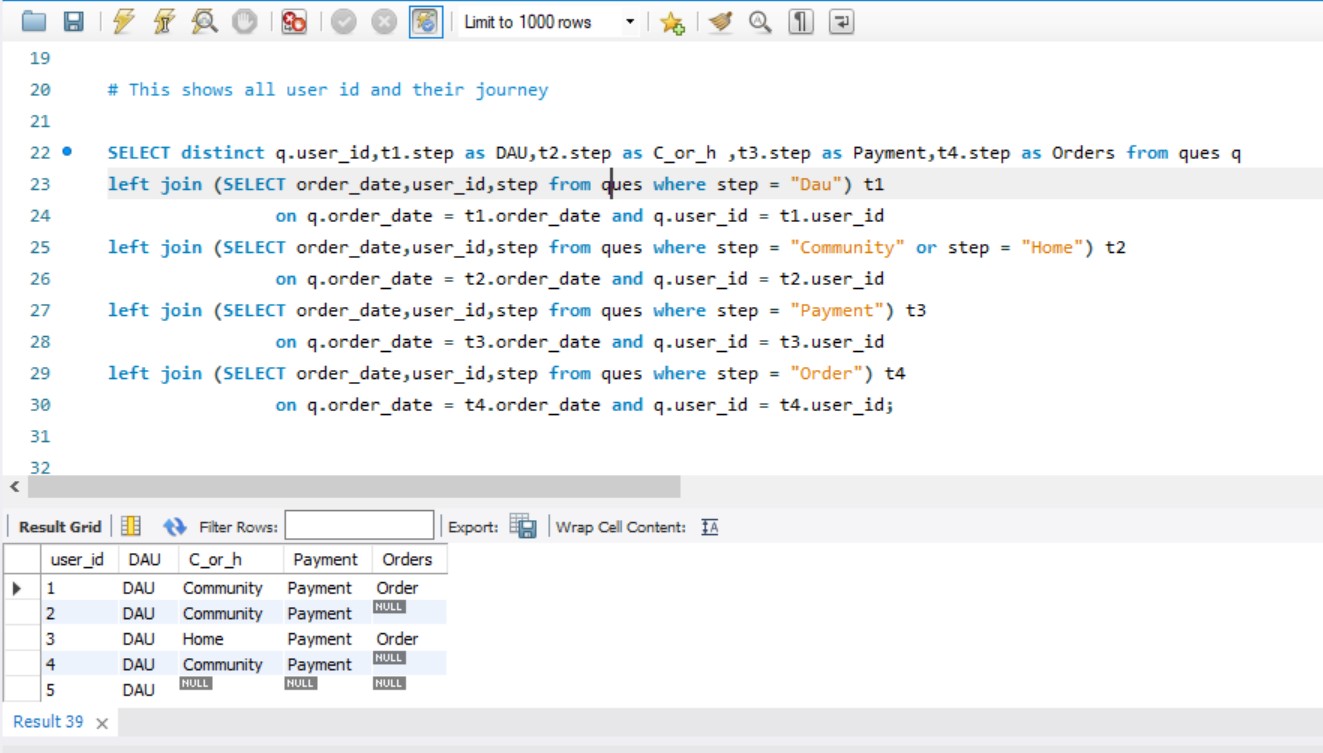 Limit to 1000 rows
19
20 # This shows all user id and their journey
21
22 SELECT distinct q.user_id,t1.step as DAU,t2.step as C_or_h ,t3.step as Payment,t4.step as Orders from ques q
23 left join (SELECT order_date,user_id,step from ques where step = "Dau") t1
24 on q.order_date = t1.order_date and q.user_id = t1.user_id
25 left join (SELECT order_date,user_id,step from ques where step = "Community" or step = "Home") t2
26 on q.order_date = t2.order_date and q.user_id = t2.user_id
27 left join (SELECT order_date,user_id,step from ques where step = "Payment") t3
28 on q.order_date = t3.order_date and q.user_id = t3.user_id
29 left join (SELECT order_date,user_id,step from ques where step = "Order") t4
30 on q.order_date = t4.order_date and q.user_id = t4.user_id;
31
32
Result Grid Filter Rows: Export: Wrap Cell Content: IA
user_id DAU C_or_h Payment Orders
1 DAU Community Payment Order
2 DAU Community Payment NULL
3 DAU Home Payment Order
4 DAU Community Payment NULL
5 DAU NULL NULL NULL
Result 39